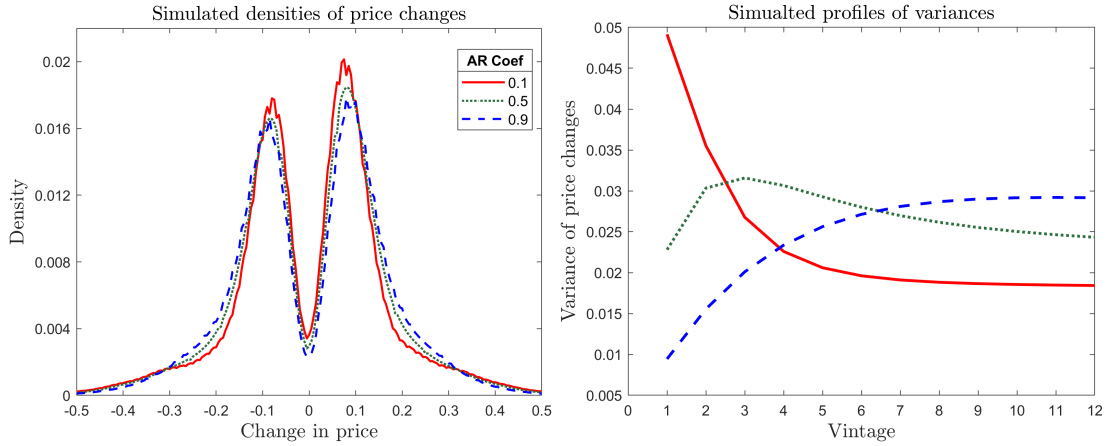 Simulated densities of price changes
Density
0.02
0.016
0.012
0.008
0.004
0
-0.5 -0.4 -0.3 -0.2 -0.1 0 0.1 0.2 0.3 0.4 0.5
Change in price
AR Coef
0.1
0.5
0.9
Simualted profiles of variances
Variance of price changes
0.05
0.045
0.04
0.035
0.03
0.025
0.02
0.015
0.01
0.005
0 1 2 3 4 5 6 7 8 9 10 11 12
Vintage